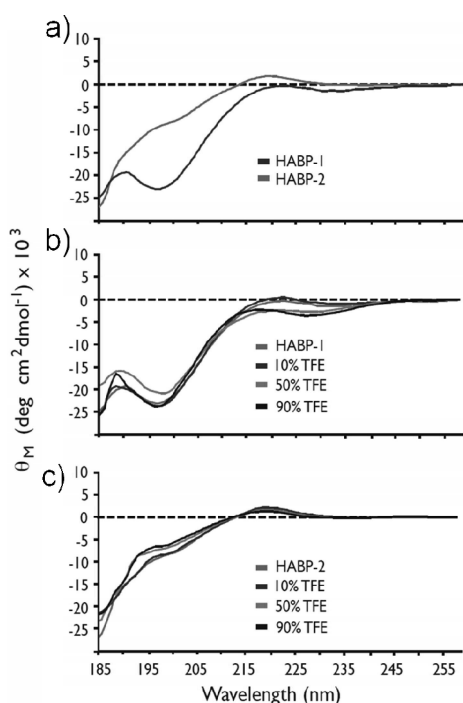 a)
10
5
0
-5
-10
-15
-20
-25
HABP-1
HABP-2
b)
10
5
0
-5
-10
-15
-20
-25
HABP-1
10% TFE
50% TFE
90% TFE
c)
10
5
0
-5
-10
-15
-20
-25
HABP-2
10% TFE
50% TFE
90% TFE
θM (deg cm2dmol-1) x 103
185 195 205 215 225 235 245 255
Wavelength (nm)